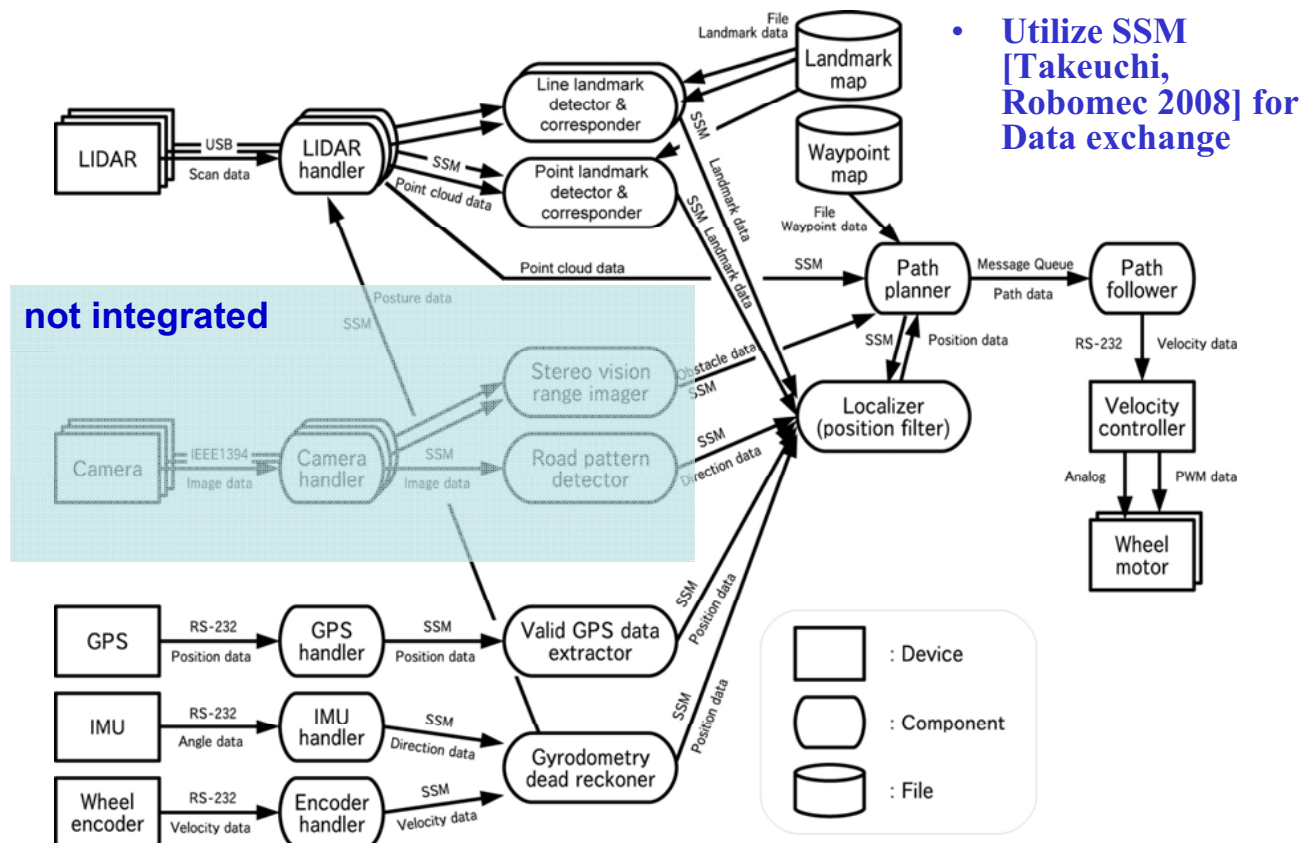 • Utilize SSM
[Takeuchi,
Robomec 2008] for
Data exchange
File
Landmark data
Landmark
map
SSM
Waypoint
map
File
Waypoint data
LIDAR
USB
Scan data
LIDAR
handler
SSM
Point cloud data
Line landmark
detector &
corresponder
Point landmark
detector &
corresponder
SSM
Landmark data
SSM Landmark data
Point cloud data
SSM
Path
planner
Message Queue
Path data
Path
follower
SSM
Position data
RS-232
Velocity data
not integrated
Posture data
SSM
Camera
IEEE1394
Image data
Camera
handler
SSM
Image data
Stereo vision
range imager
Obstacle data
SSM
Road pattern
detector
SSM
Direction data
Localizer
(position filter)
Velocity
controller
Analog
PWM data
Wheel
motor
GPS
RS-232
Position data
GPS
handler
SSM
Position data
Valid GPS data
extractor
SSM
Position data
IMU
RS-232
Angle data
IMU
handler
SSM
Direction data
Gyrodometry
dead reckoner
SSM
Position data
Wheel
encoder
RS-232
Velocity data
Encoder
handler
SSM
Velocity data
: Device
: Component
: File